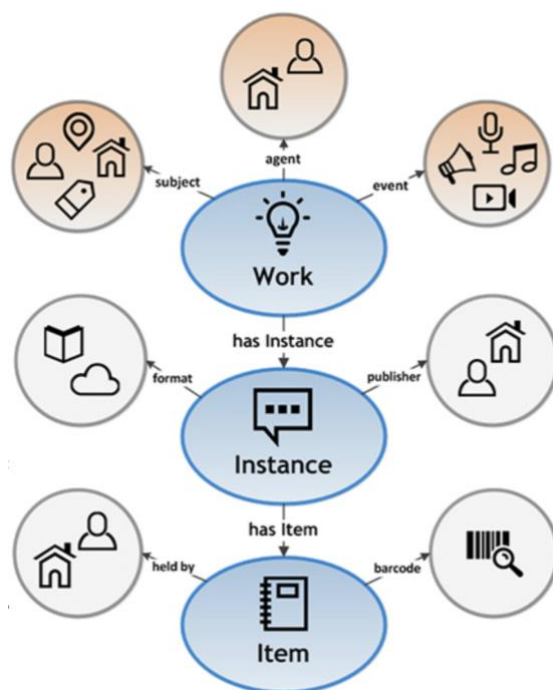 agent
subject
event
Work
has Instance
format
publisher
Instance
has Item
held by
barcode
Item